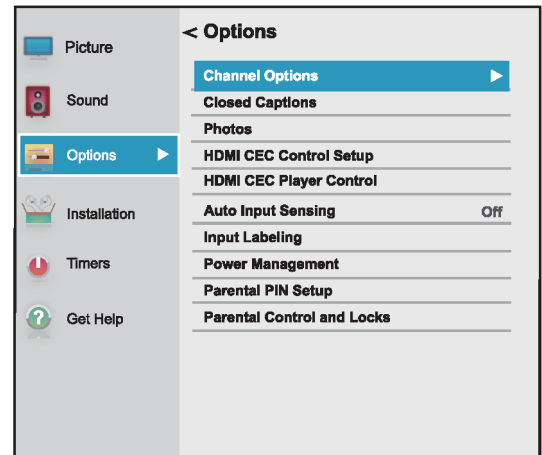 Picture
Sound
Options
Installation
Timers
Get Help
< Options
Channel Options
Closed Captions
Photos
HDMI CEC Control Setup
HDMI CEC Player Control
Auto Input Sensing Off
Input Labeling
Power Management
Parental PIN Setup
Parental Control and Locks